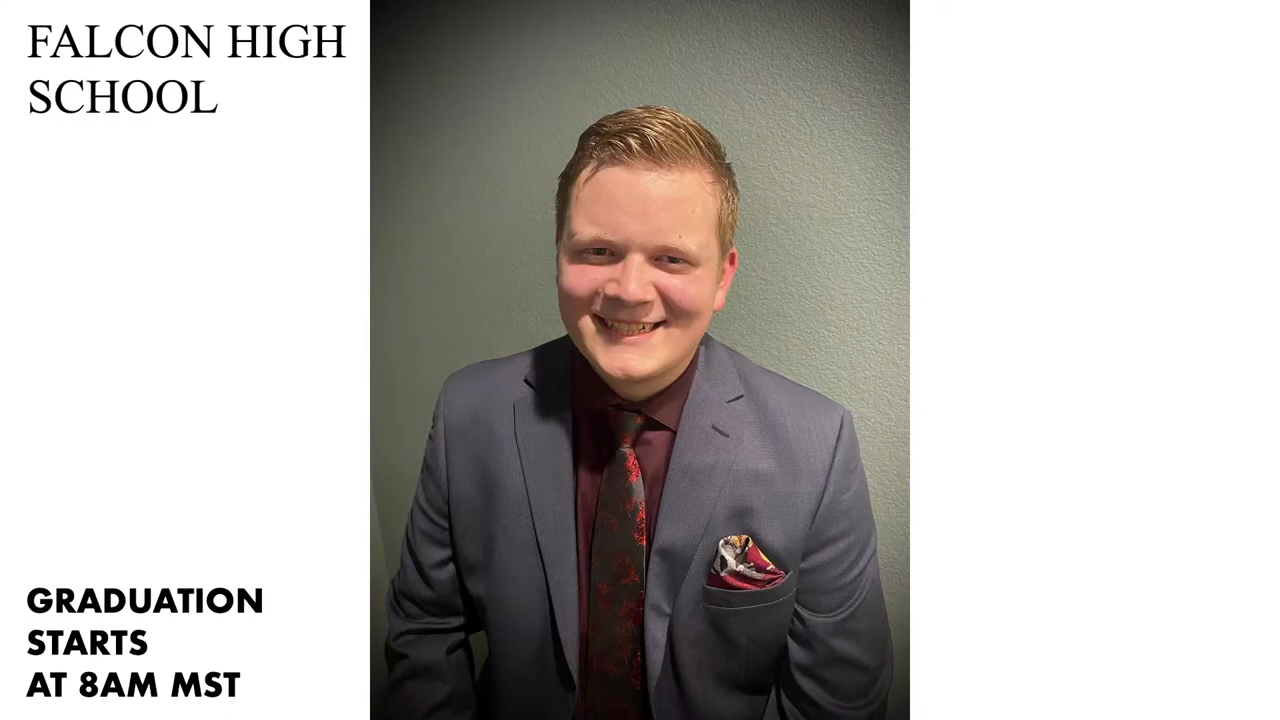 FALCON HIGH
SCHOOL
GRADUATION
STARTS
AT 8AM MST